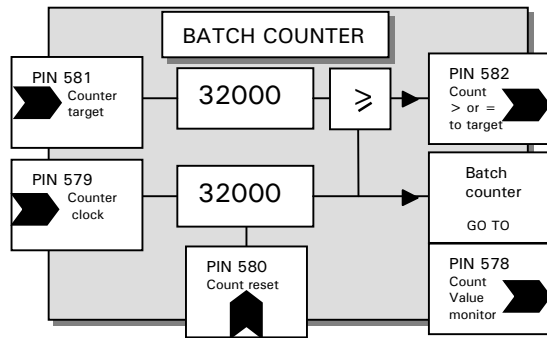 BATCH COUNTER
PIN 581
Counter
target
32000
≥
PIN 582
Count
> or =
to target
PIN 579
Counter
clock
32000
Batch
counter
GO TO
PIN 580
Count reset
PIN 578
Count
Value
monitor